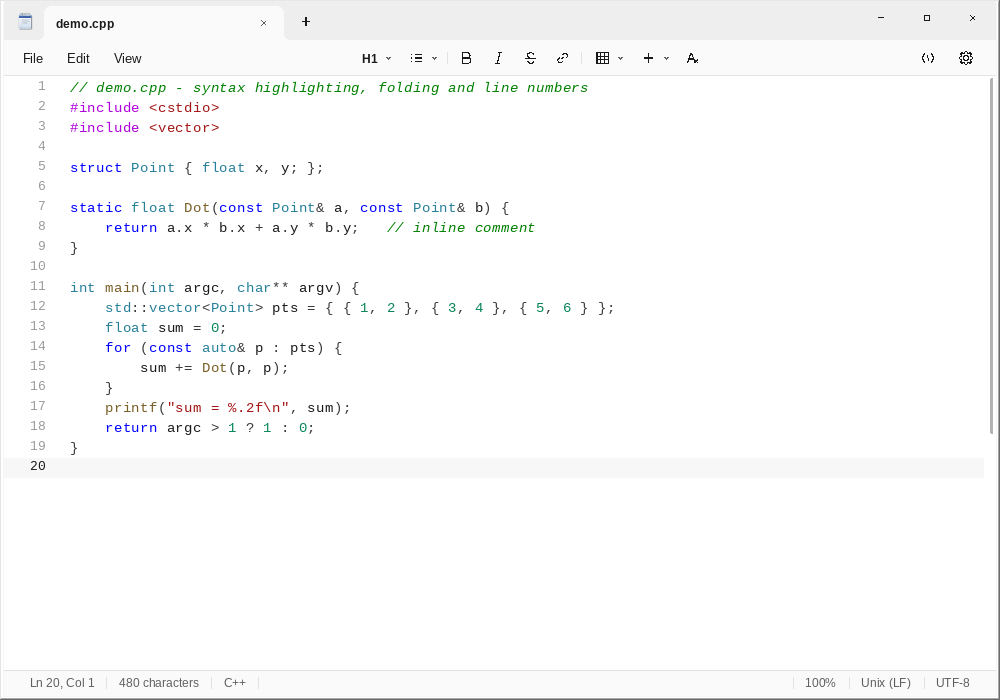 demo.cpp
File Edit View H1
1 // demo.cpp - syntax highlighting, folding and line numbers
2 #include <cstdio>
3 #include <vector>
4
5 struct Point { float x, y; };
6
7 static float Dot(const Point& a, const Point& b) {
8     return a.x * b.x + a.y * b.y;   // inline comment
9 }
10
11 int main(int argc, char** argv) {
12     std::vector<Point> pts = { { 1, 2 }, { 3, 4 }, { 5, 6 } };
13     float sum = 0;
14     for (const auto& p : pts) {
15         sum += Dot(p, p);
16     }
17     printf("sum = %.2f\n", sum);
18     return argc > 1 ? 1 : 0;
19 }
20
Ln 20, Col 1 480 characters C++ 100% Unix (LF) UTF-8